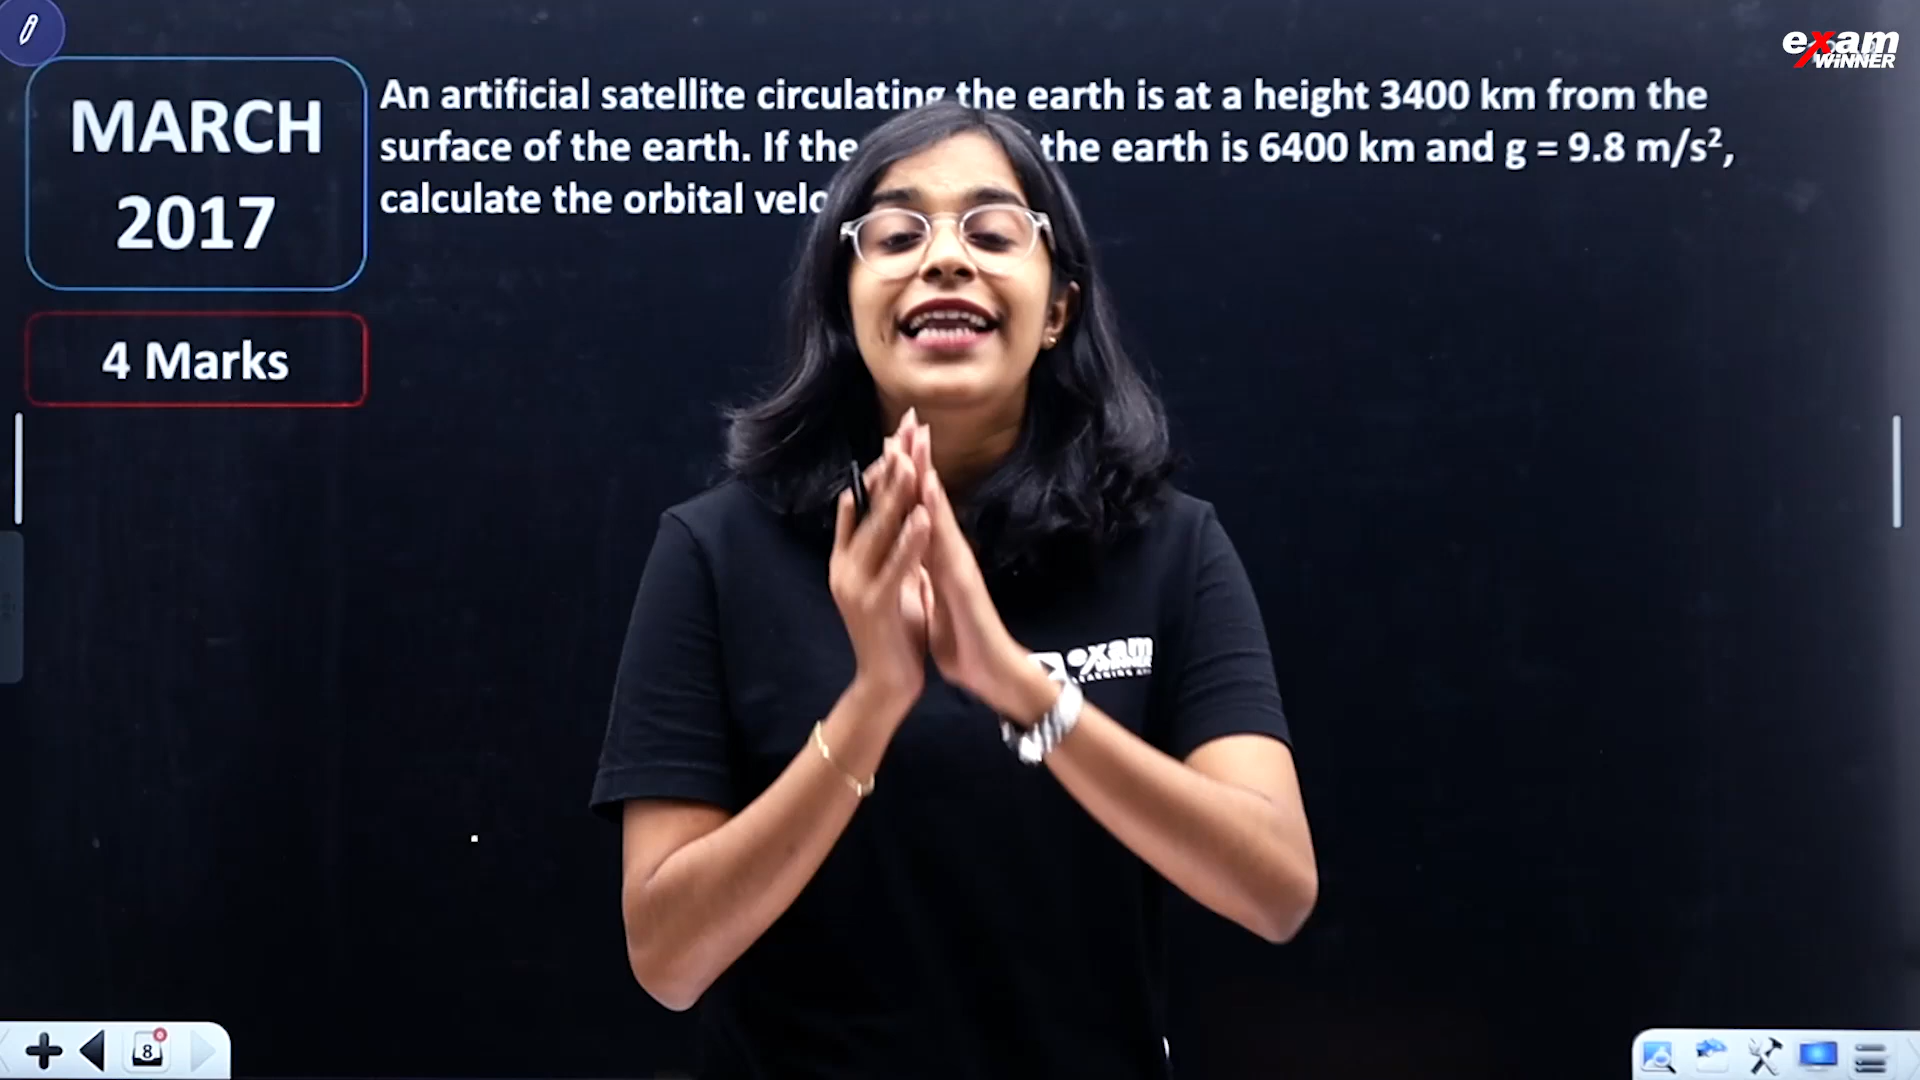 exam
WiNNER
MARCH
2017
4 Marks
An artificial satellite circulating the earth is at a height 3400 km from the
surface of the earth. If the the earth is 6400 km and g = 9.8 m/s²,
calculate the orbital
exam
WINNER
8